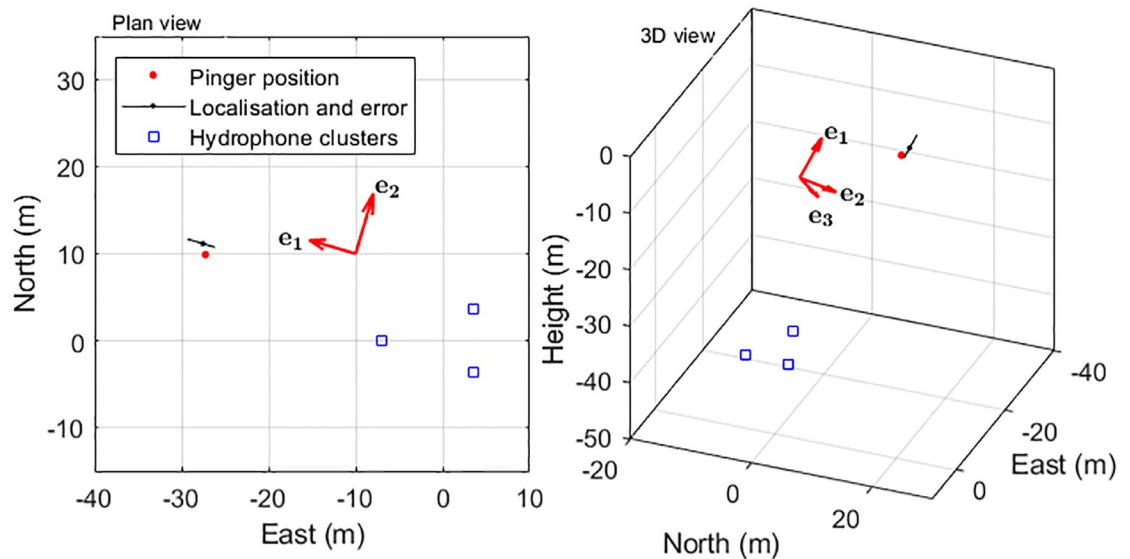 Plan view
30
20
10
0
-10
-40
-30
-20
-10
0
10
North (m)
East (m)
Pinger position
Localisation and error
Hydrophone clusters
e1
e2
3D view
0
-10
-20
-30
-40
-50
Height (m)
-20
0
20
North (m)
-40
-20
0
East (m)
e1
e2
e3